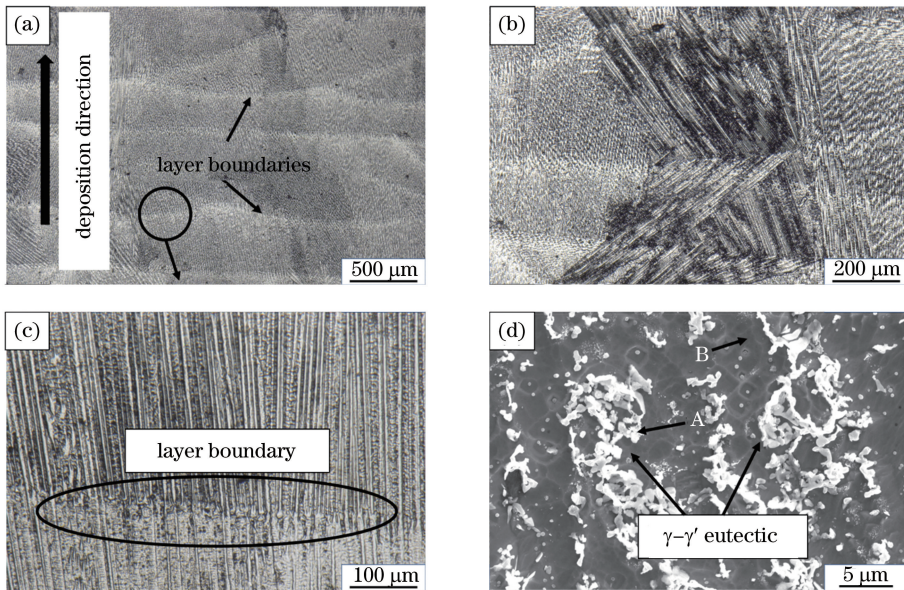 (a)
deposition direction
layer boundaries
500 μm
(b)
200 μm
(c)
layer boundary
100 μm
(d)
B
A
γ–γ′ eutectic
5 μm